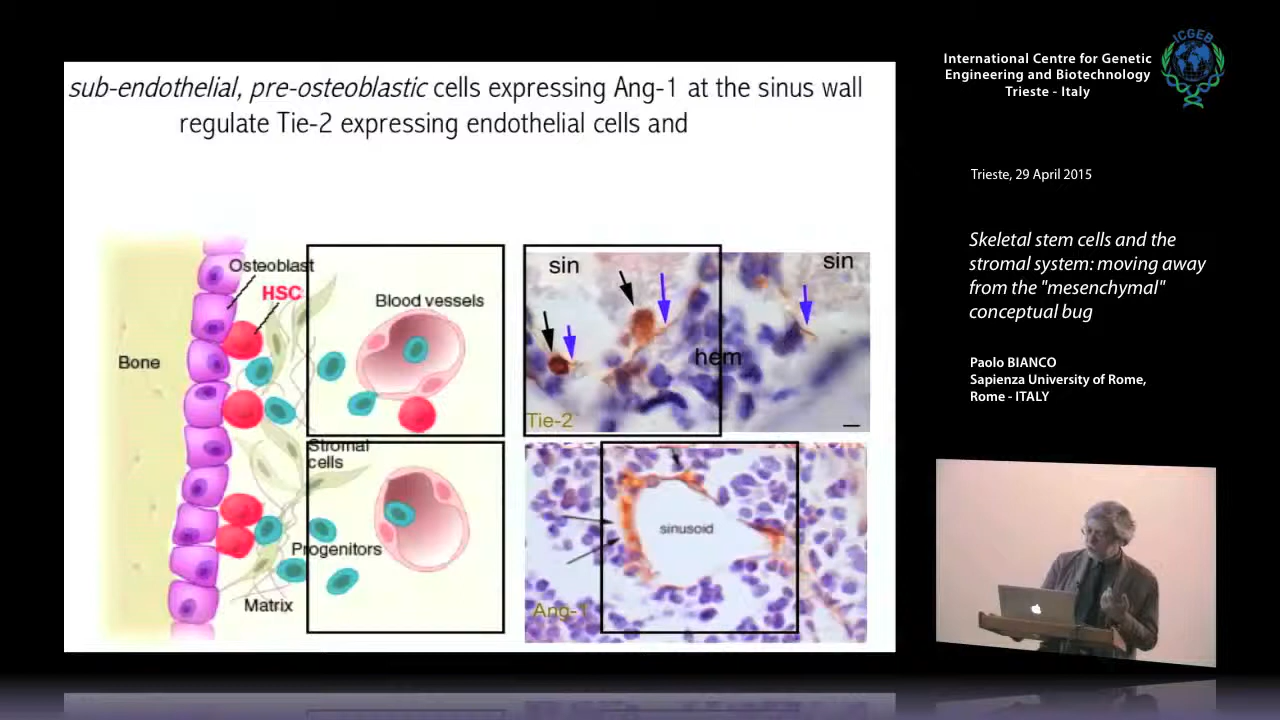 sub-endothelial, pre-osteoblastic cells expressing Ang-1 at the sinus wall
regulate Tie-2 expressing endothelial cells and
Osteoblast
HSC
Bone
Blood vessels
Stromal
cells
Progenitors
Matrix
sin
sin
hem
Tie-2
sinusoid
Ang-1
International Centre for Genetic
Engineering and Biotechnology
Trieste - Italy
ICGEB
Trieste, 29 April 2015
Skeletal stem cells and the
stromal system: moving away
from the "mesenchymal"
conceptual bug
Paolo BIANCO
Sapienza University of Rome,
Rome - ITALY